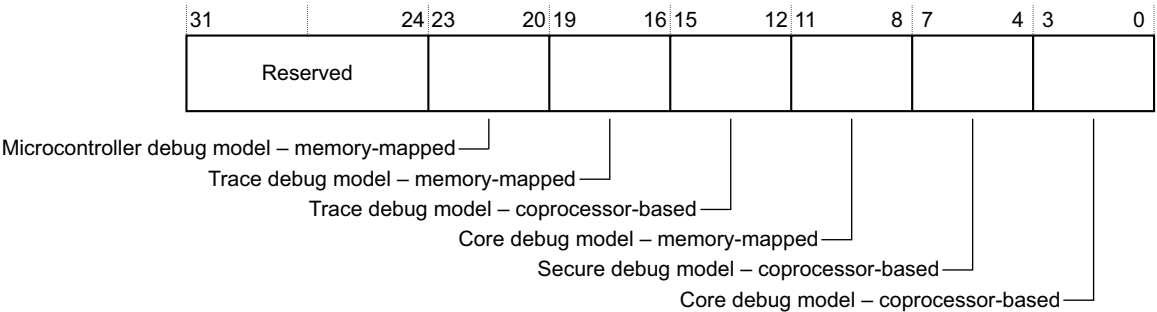 31 24 23 20 19 16 15 12 11 8 7 4 3 0
Reserved
Microcontroller debug model – memory-mapped
Trace debug model – memory-mapped
Trace debug model – coprocessor-based
Core debug model – memory-mapped
Secure debug model – coprocessor-based
Core debug model – coprocessor-based